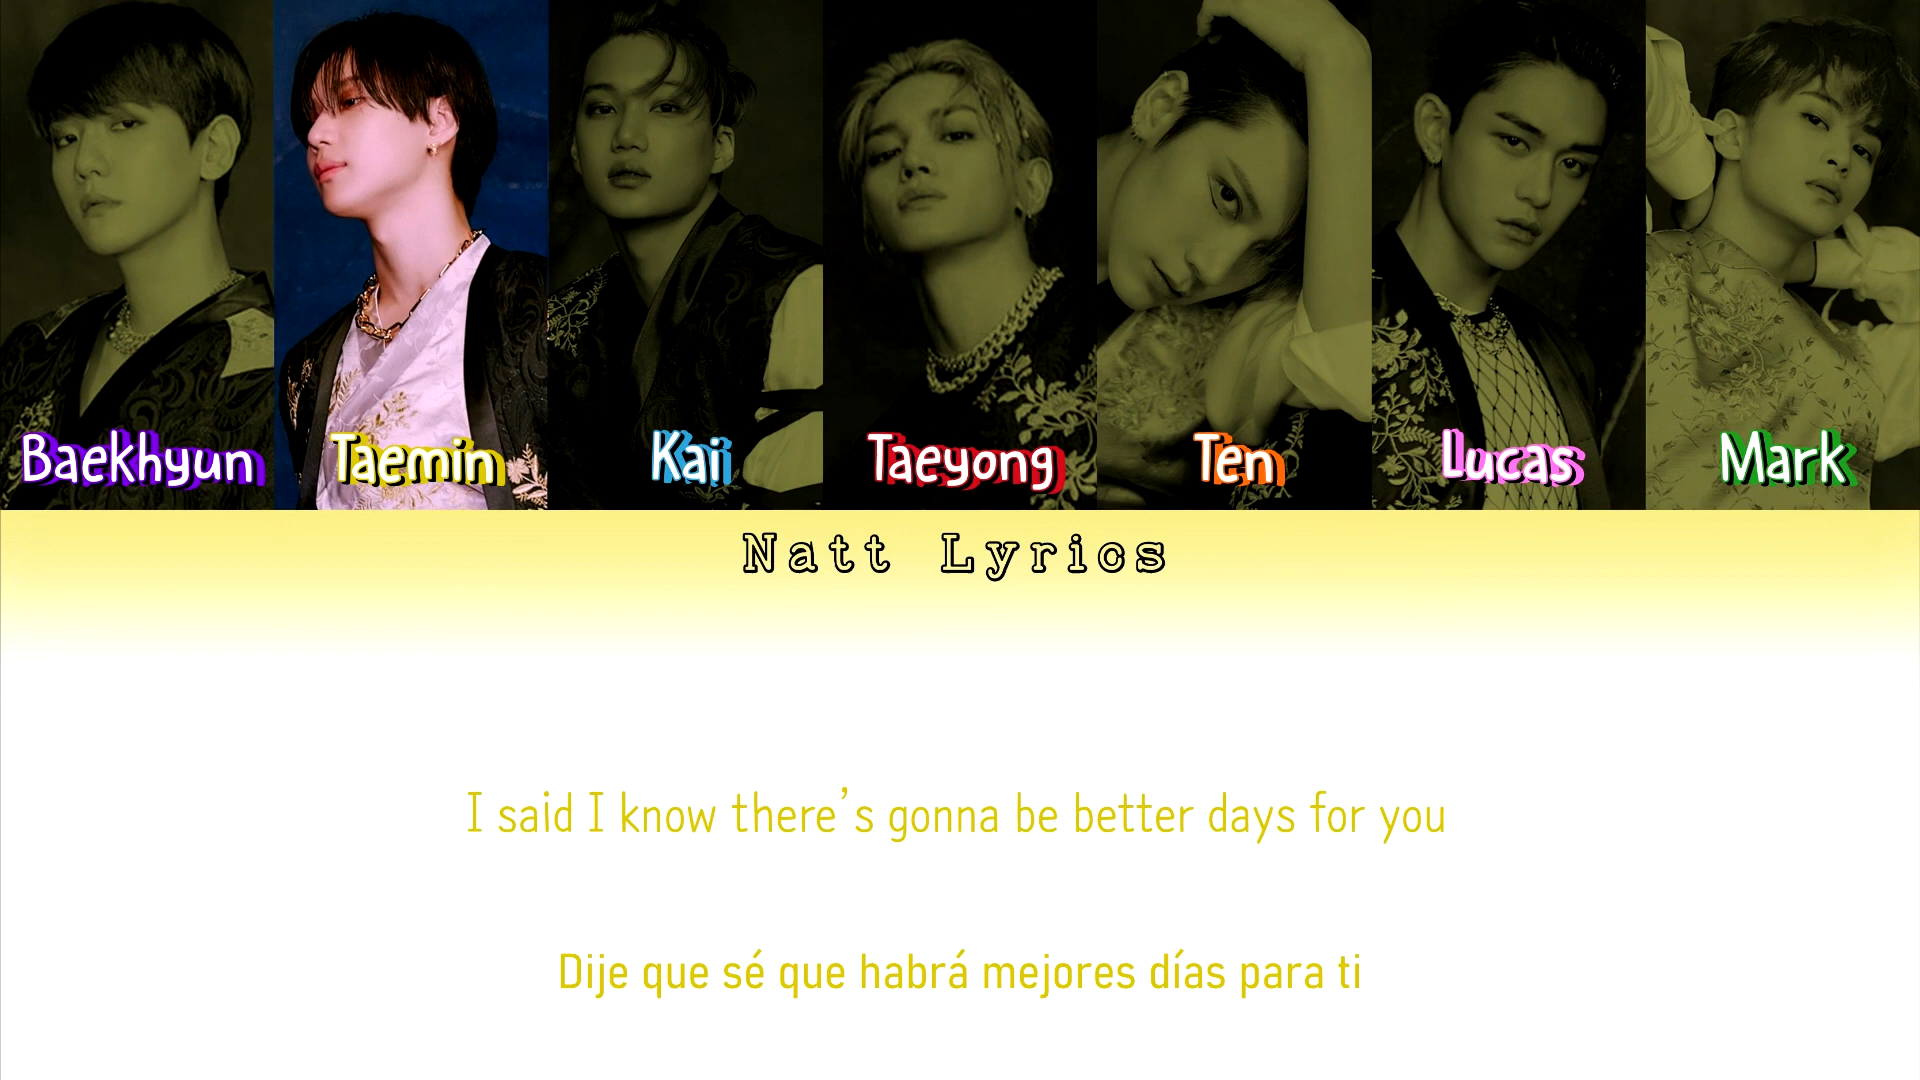 Baekhyun Taemin Kai Taeyong Ten Lucas Mark
Natt Lyrics
I said I know there's gonna be better days for you
Dije que sé que habrá mejores días para ti